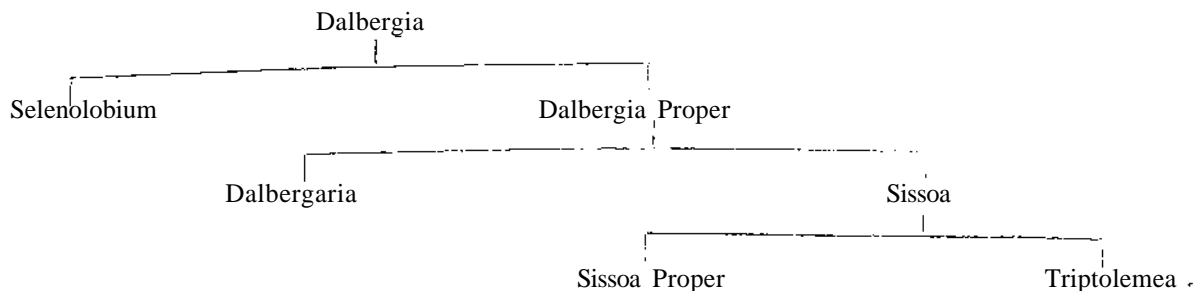 Dalbergia
Selenolobium Dalbergia Proper
Dalbergaria Sissoa
Sissoa Proper Triptolemea